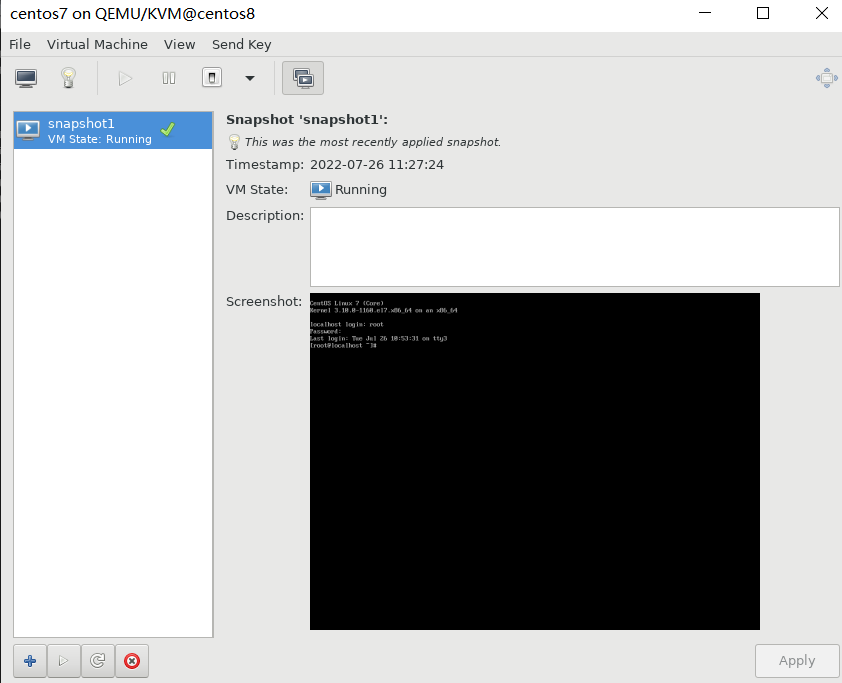 centos7 on QEMU/KVM@centos8
File Virtual Machine View Send Key
snapshot1
VM State: Running
Snapshot 'snapshot1':
This was the most recently applied snapshot.
Timestamp: 2022-07-26 11:27:24
VM State: Running
Description:
Screenshot:
CentOS Linux 7 (Core)
Kernel 3.10.0-1160.el7.x86_64 on an x86_64
localhost login: root
Password:
Last login: Tue Jul 26 10:53:31 on tty3
[root@localhost ~]#
Apply